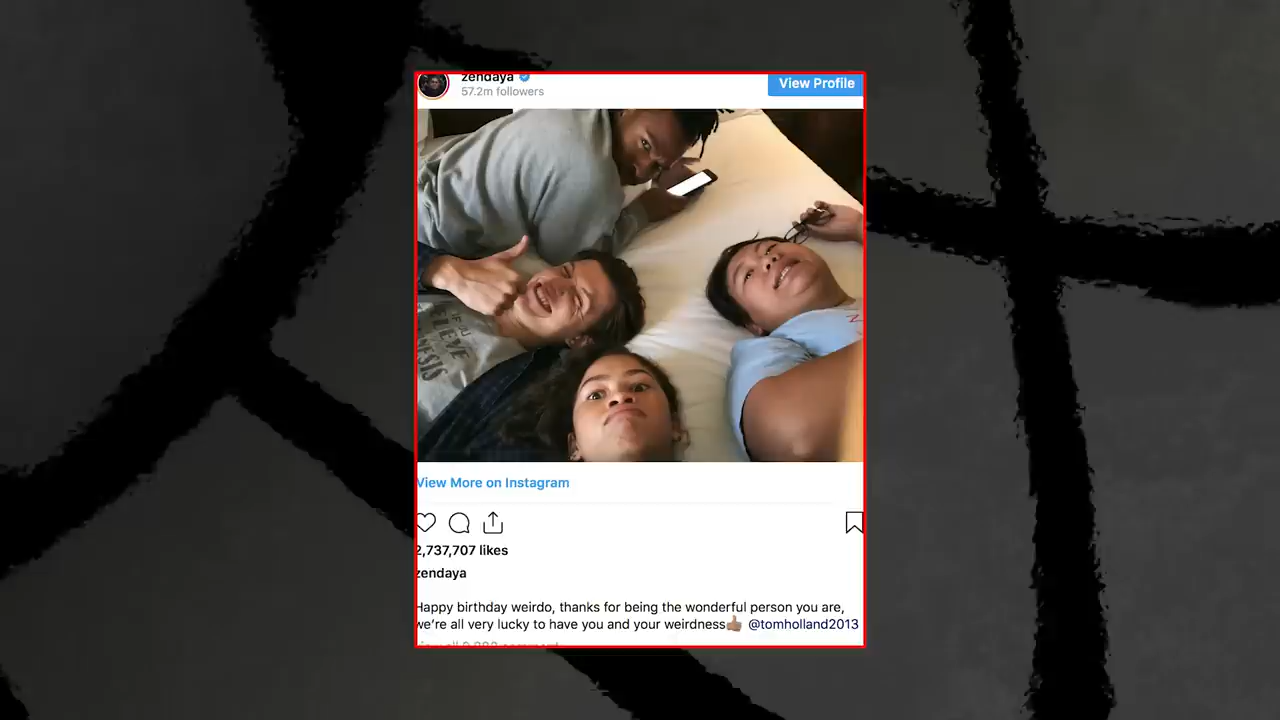 zendaya
57.2m followers
View Profile
View More on Instagram
2,737,707 likes
zendaya
Happy birthday weirdo, thanks for being the wonderful person you are,
we're all very lucky to have you and your weirdness👍🏽 @tomholland2013